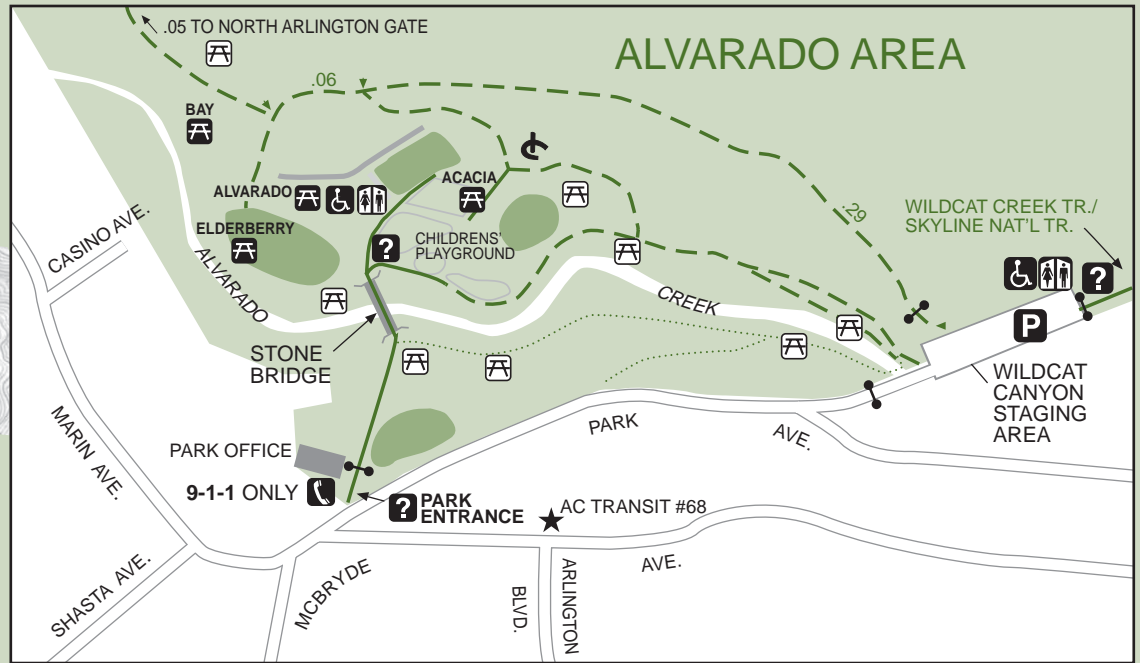 .05 TO NORTH ARLINGTON GATE
ALVARADO AREA
.06
BAY
ALVARADO
ACACIA
ELDERBERRY
?
CHILDRENS'
PLAYGROUND
.29
WILDCAT CREEK TR./
SKYLINE NAT'L TR.
?
P
CASINO AVE.
ALVARADO
CREEK
STONE
BRIDGE
WILDCAT
CANYON
STAGING
AREA
MARIN AVE.
PARK
AVE.
PARK OFFICE
9-1-1 ONLY
?
PARK
ENTRANCE
AC TRANSIT #68
SHASTA AVE.
MCBRYDE
AVE.
BLVD.
ARLINGTON